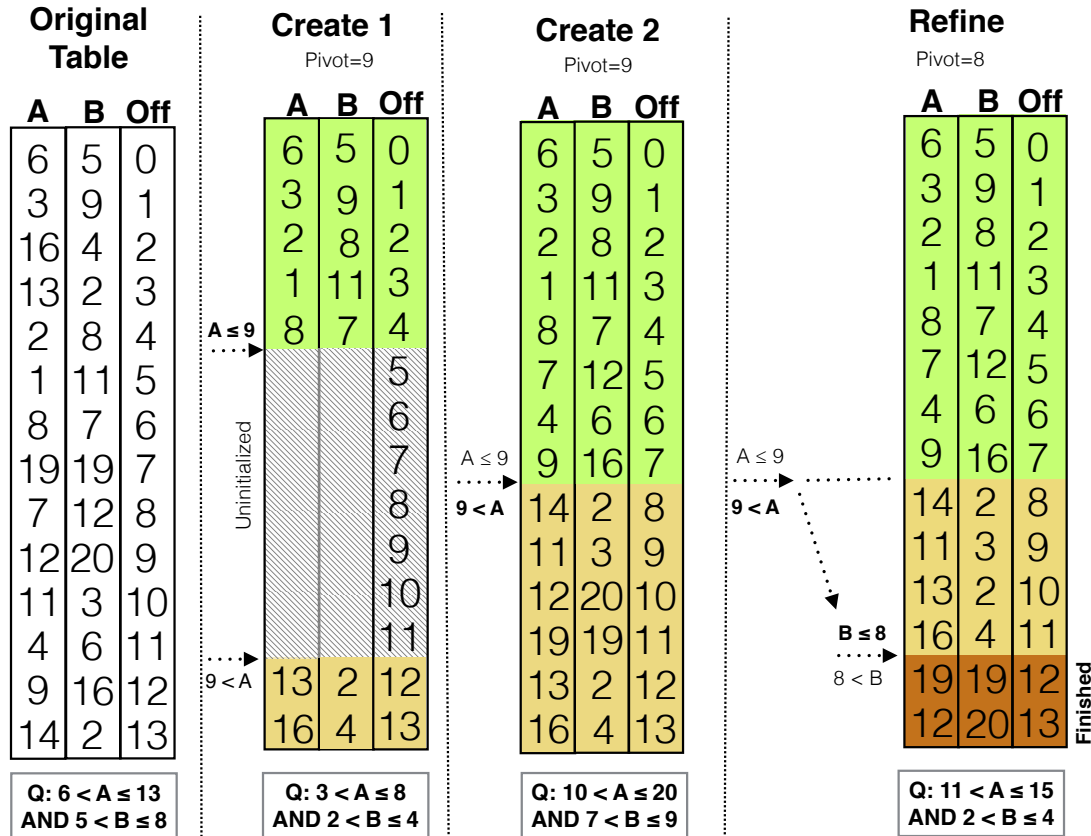 Original
Table
A B Off
6 5 0
3 9 1
16 4 2
13 2 3
2 8 4
1 11 5
8 7 6
19 19 7
7 12 8
12 20 9
11 3 10
4 6 11
9 16 12
14 2 13
Q: 6 < A ≤ 13
AND 5 < B ≤ 8
Create 1
Pivot=9
A B Off
6 5 0
3 9 1
2 8 2
1 11 3
8 7 4
5
6
7
8
9
10
11
13 2 12
16 4 13
A ≤ 9
Uninitialized
9 < A
Q: 3 < A ≤ 8
AND 2 < B ≤ 4
Create 2
Pivot=9
A B Off
6 5 0
3 9 1
2 8 2
1 11 3
8 7 4
7 12 5
4 6 6
9 16 7
14 2 8
11 3 9
12 20 10
19 19 11
13 2 12
16 4 13
A ≤ 9
9 < A
Q: 10 < A ≤ 20
AND 7 < B ≤ 9
Refine
Pivot=8
A B Off
6 5 0
3 9 1
2 8 2
1 11 3
8 7 4
7 12 5
4 6 6
9 16 7
14 2 8
11 3 9
13 2 10
16 4 11
19 19 12
12 20 13
A ≤ 9
9 < A
B ≤ 8
8 < B
Finished
Q: 11 < A ≤ 15
AND 2 < B ≤ 4